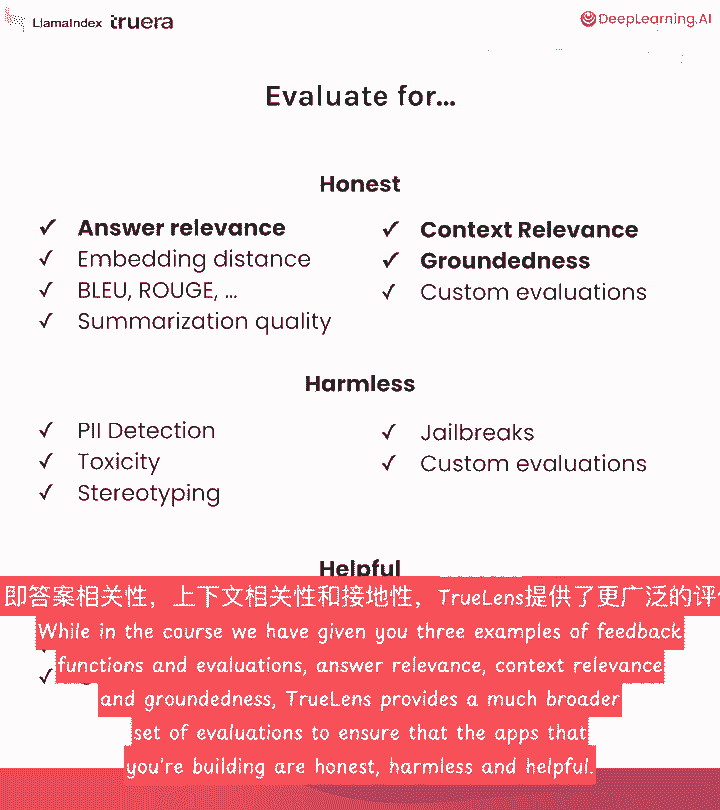 LlamaIndex truera DeepLearning.AI
Evaluate for...
Honest
✓ Answer relevance
✓ Embedding distance
✓ BLEU, ROUGE, ...
✓ Summarization quality
✓ Context Relevance
✓ Groundedness
✓ Custom evaluations
Harmless
✓ PII Detection
✓ Toxicity
✓ Stereotyping
✓ Jailbreaks
✓ Custom evaluations
Helpful
即答案相关性，上下文相关性和接地性，TrueLens提供了更广泛的评
While in the course we have given you three examples of feedback
functions and evaluations, answer relevance, context relevance
and groundedness, TrueLens provides a much broader
set of evaluations to ensure that the apps that
you're building are honest, harmless and helpful.